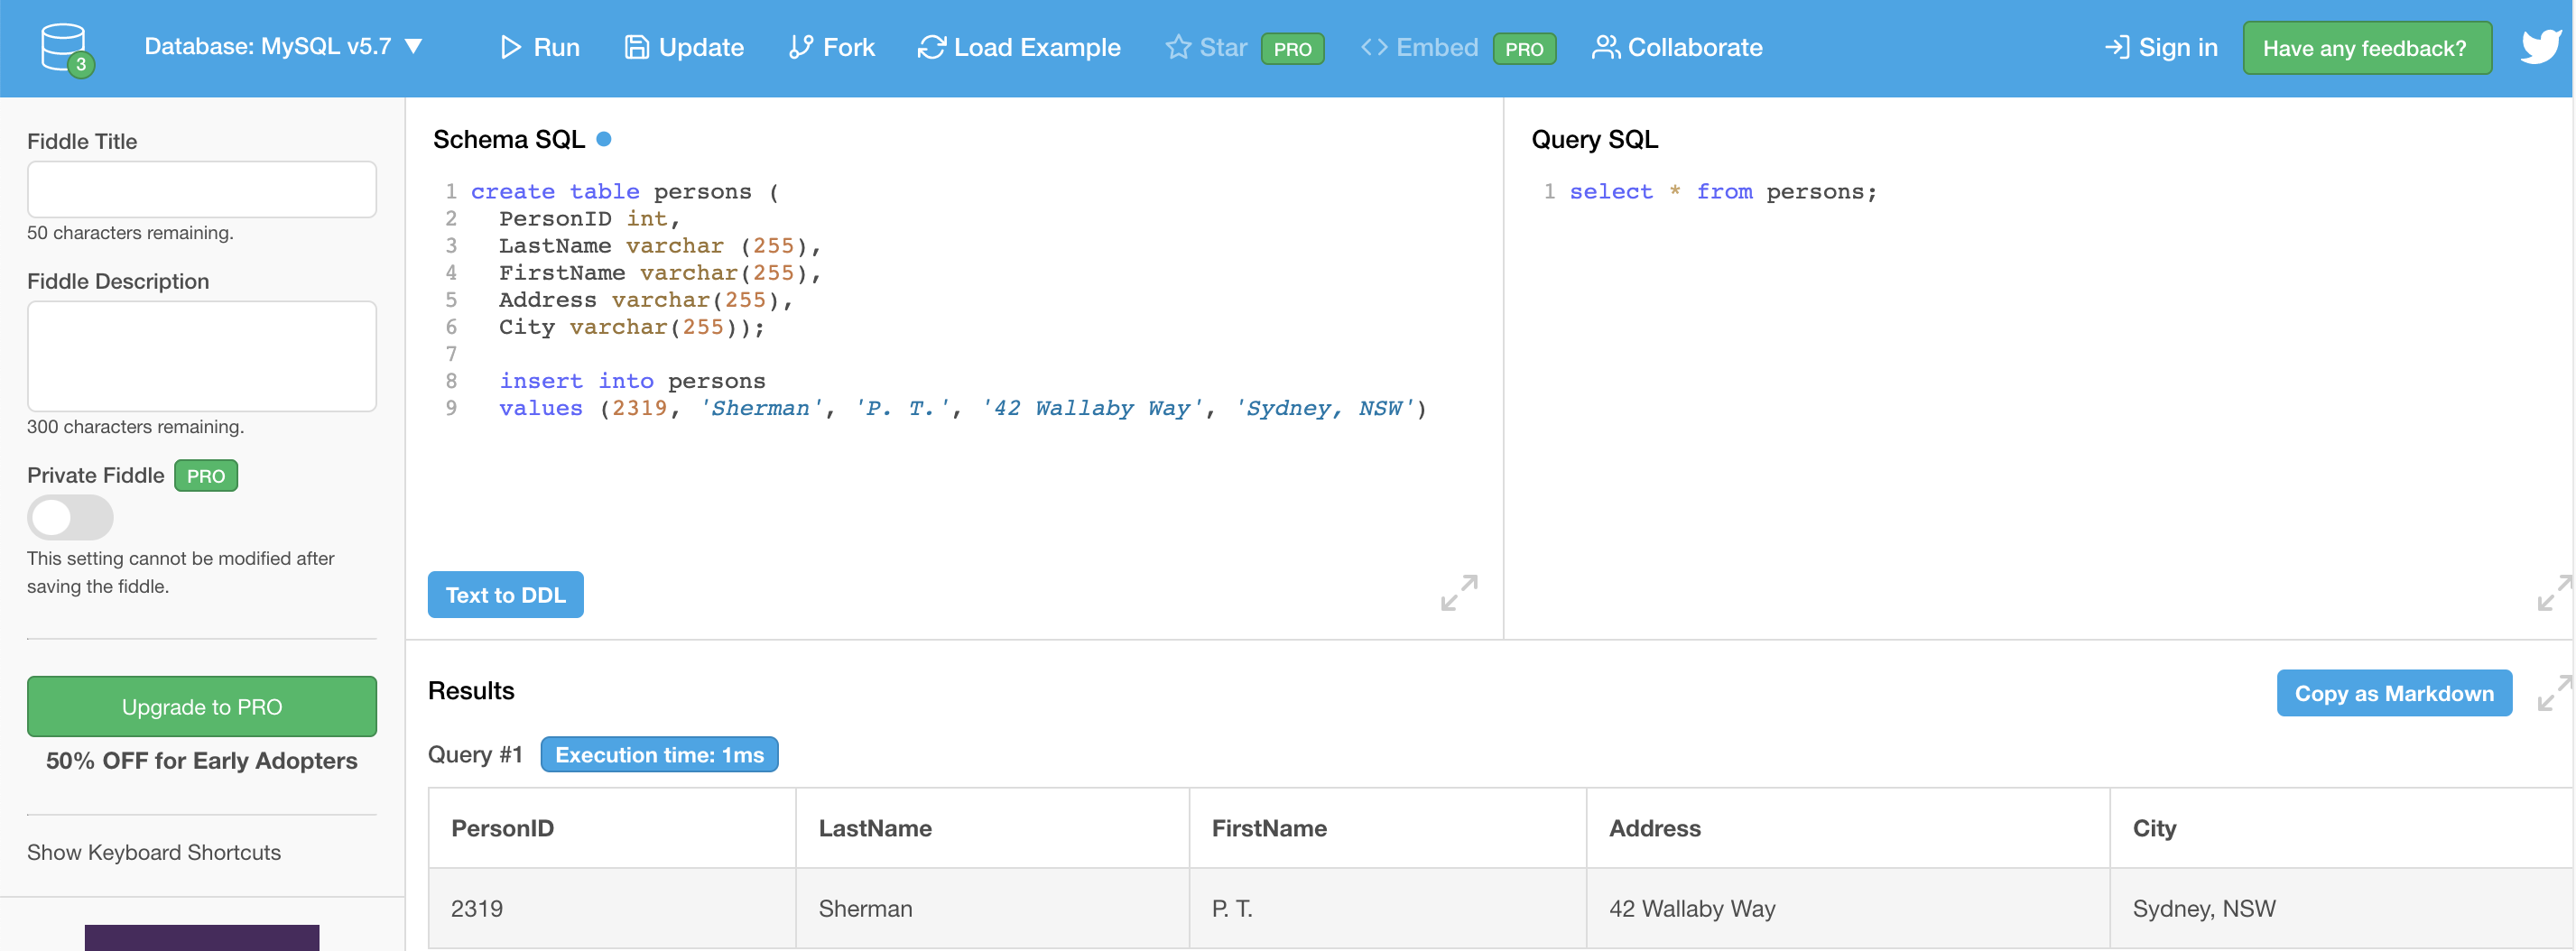 3
Database: MySQL v5.7 ▼
Run
Update
Fork
Load Example
Star PRO
Embed PRO
Collaborate
Sign in
Have any feedback?
Fiddle Title
50 characters remaining.
Fiddle Description
300 characters remaining.
Private Fiddle PRO
This setting cannot be modified after
saving the fiddle.
Upgrade to PRO
50% OFF for Early Adopters
Show Keyboard Shortcuts
Schema SQL
1 create table persons (
2   PersonID int,
3   LastName varchar (255),
4   FirstName varchar(255),
5   Address varchar(255),
6   City varchar(255));
7
8   insert into persons
9   values (2319, 'Sherman', 'P. T.', '42 Wallaby Way', 'Sydney, NSW')
Text to DDL
Query SQL
1 select * from persons;
Results
Copy as Markdown
Query #1 Execution time: 1ms
PersonID LastName FirstName Address City
2319 Sherman P. T. 42 Wallaby Way Sydney, NSW